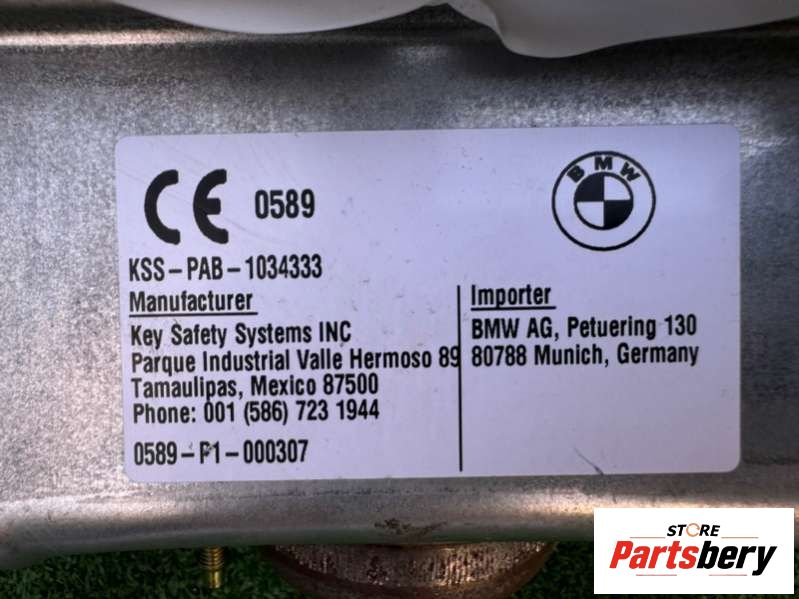 CE 0589
BMW
KSS-PAB-1034333
Manufacturer
Key Safety Systems INC
Parque Industrial Valle Hermoso 89
Tamaulipas, Mexico 87500
Phone: 001 (586) 723 1944
0589-P1-000307
Importer
BMW AG, Petuering 130
80788 Munich, Germany
STORE
Partsbery